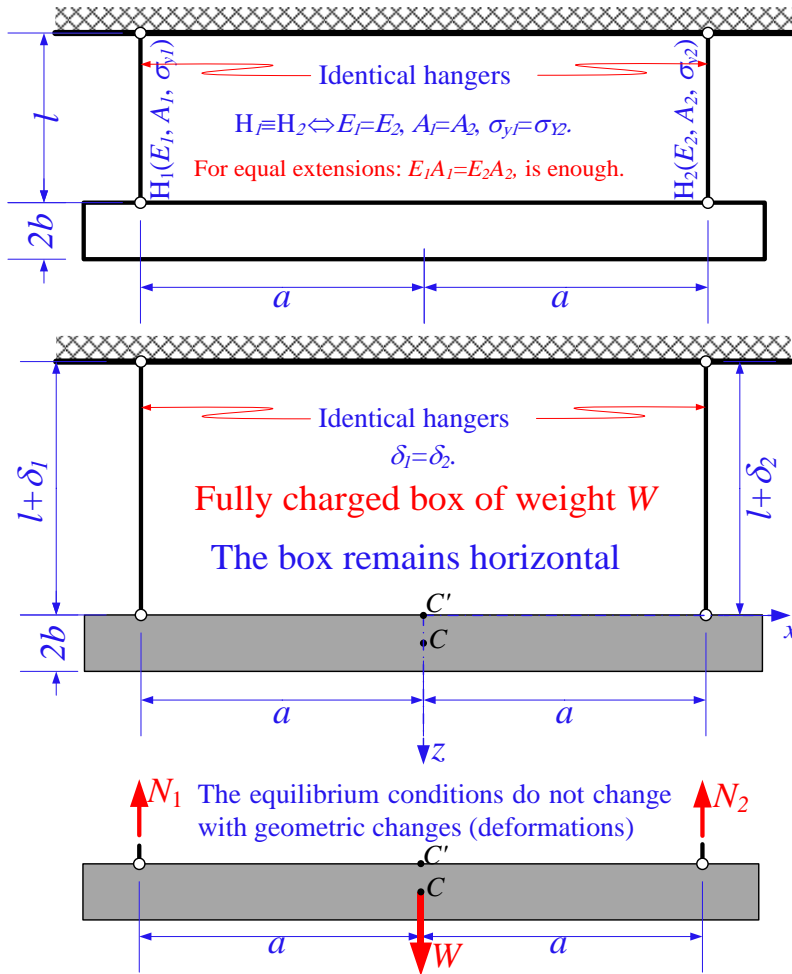 Identical hangers
H₁(E₁, A₁, σy1)
H₂(E₂, A₂, σy2)
H₁≡H₂⇔E₁=E₂, A₁=A₂, σy1=σY2.
For equal extensions: E₁A₁=E₂A₂, is enough.
l
2b
a
a
Identical hangers
δ₁=δ₂.
l+δ₁
l+δ₂
Fully charged box of weight W
The box remains horizontal
C'
x
C
2b
a
a
z
N₁
The equilibrium conditions do not change
with geometric changes (deformations)
N₂
C'
C
a
a
W